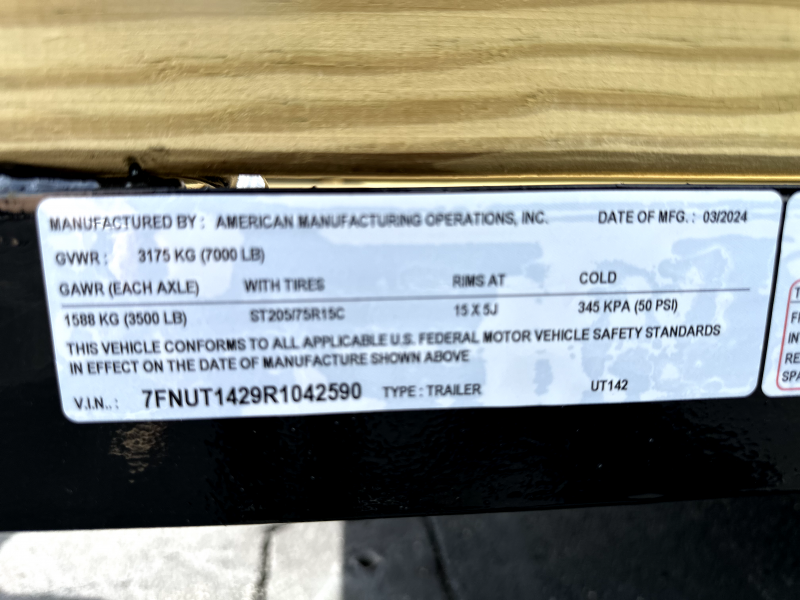 MANUFACTURED BY : AMERICAN MANUFACTURING OPERATIONS, INC. DATE OF MFG. : 03/2024
GVWR : 3175 KG (7000 LB)
GAWR (EACH AXLE) WITH TIRES RIMS AT COLD
1588 KG (3500 LB) ST205/75R15C 15 X 5J 345 KPA (50 PSI)
THIS VEHICLE CONFORMS TO ALL APPLICABLE U.S. FEDERAL MOTOR VEHICLE SAFETY STANDARDS
IN EFFECT ON THE DATE OF MANUFACTURE SHOWN ABOVE
V.I.N..: 7FNUT1429R1042590 TYPE : TRAILER UT142